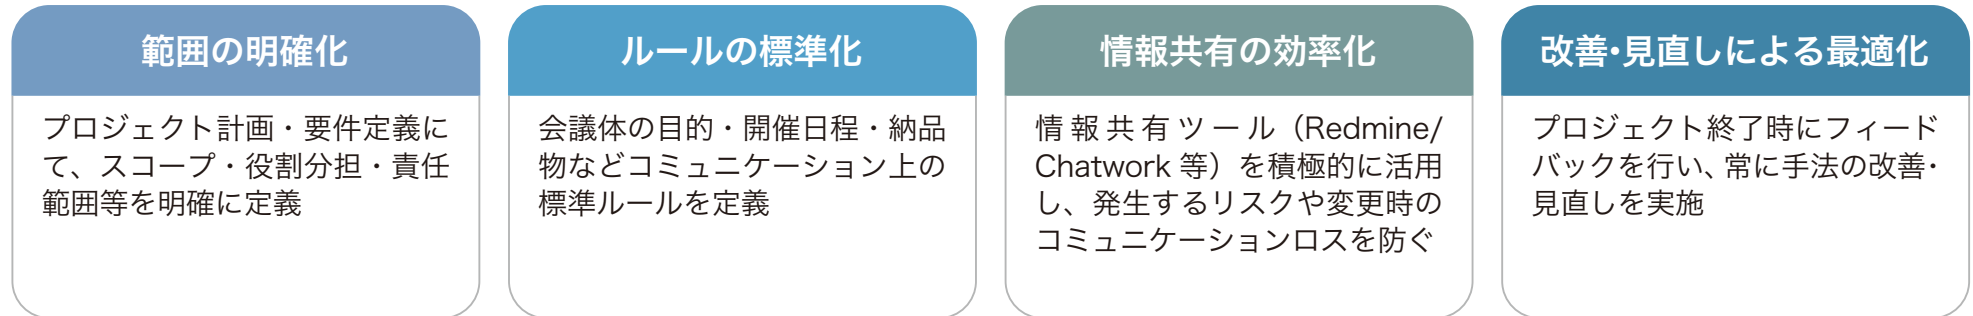 範囲の明確化
プロジェクト計画・要件定義に
て、スコープ・役割分担・責任
範囲等を明確に定義
ルールの標準化
会議体の目的・開催日程・納品
物などコミュニケーション上の
標準ルールを定義
情報共有の効率化
情報共有ツール（Redmine/
Chatwork 等）を積極的に活用
し、発生するリスクや変更時の
コミュニケーションロスを防ぐ
改善・見直しによる最適化
プロジェクト終了時にフィード
バックを行い、常に手法の改善・
見直しを実施